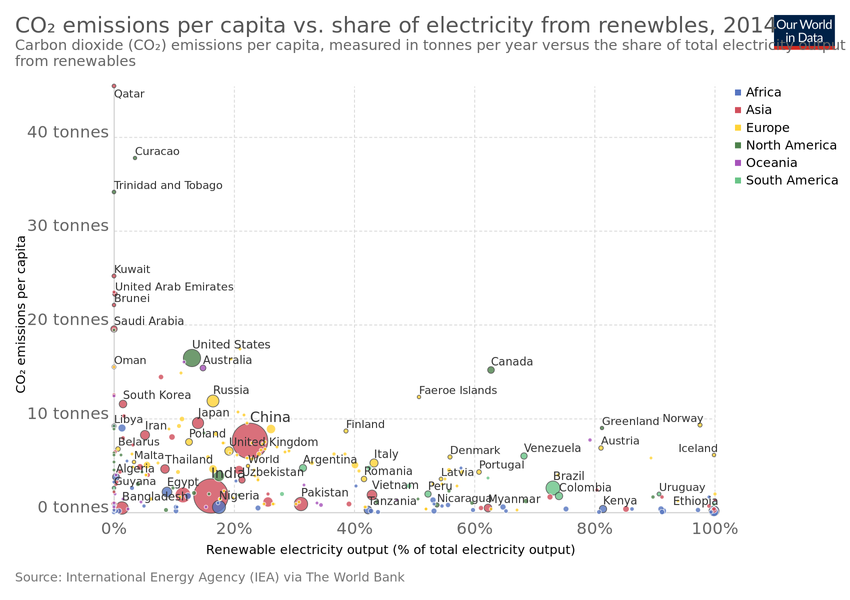 CO₂ emissions per capita vs. share of electricity from renewbles, 2014
Our World
in Data
Carbon dioxide (CO₂) emissions per capita, measured in tonnes per year versus the share of total electricity output
from renewables
Africa
Asia
Europe
North America
Oceania
South America
CO₂ emissions per capita
40 tonnes
30 tonnes
20 tonnes
10 tonnes
0 tonnes
Qatar
Curacao
Trinidad and Tobago
Kuwait
United Arab Emirates
Brunei
Saudi Arabia
United States
Oman
Australia
Canada
Russia
South Korea
Faeroe Islands
Japan
China
Libya
Iran
Finland
Greenland
Norway
Poland
Belarus
United Kingdom
Austria
Malta
Italy
Denmark
Venezuela
Iceland
Thailand
World
Argentina
Algeria
India
Uzbekistan
Romania
Latvia
Portugal
Guyana
Egypt
Vietnam
Peru
Brazil
Colombia
Uruguay
Bangladesh
Nigeria
Pakistan
Tanzania
Nicaragua
Myanmar
Kenya
Ethiopia
0%
20%
40%
60%
80%
100%
Renewable electricity output (% of total electricity output)
Source: International Energy Agency (IEA) via The World Bank